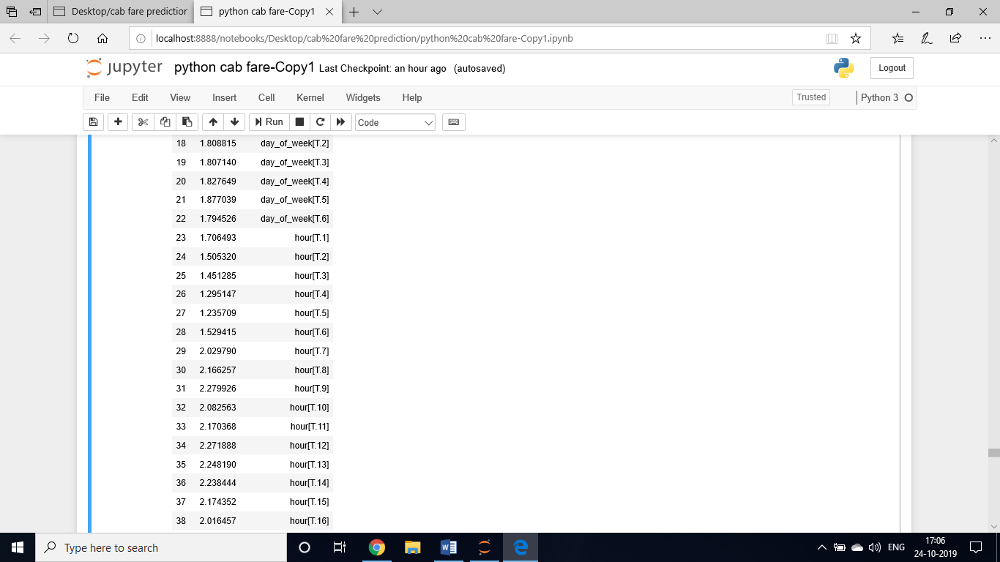 Desktop/cab fare prediction
python cab fare-Copy1
localhost:8888/notebooks/Desktop/cab%20fare%20prediction/python%20cab%20fare-Copy1.ipynb
jupyter python cab fare-Copy1 Last Checkpoint: an hour ago (autosaved)
Logout
File Edit View Insert Cell Kernel Widgets Help
Trusted
Python 3
Run
Code
18 1.808815 day_of_week[T.2]
19 1.807140 day_of_week[T.3]
20 1.827649 day_of_week[T.4]
21 1.877039 day_of_week[T.5]
22 1.794526 day_of_week[T.6]
23 1.706493 hour[T.1]
24 1.505320 hour[T.2]
25 1.451285 hour[T.3]
26 1.295147 hour[T.4]
27 1.235709 hour[T.5]
28 1.529415 hour[T.6]
29 2.029790 hour[T.7]
30 2.166257 hour[T.8]
31 2.279926 hour[T.9]
32 2.082563 hour[T.10]
33 2.170368 hour[T.11]
34 2.271888 hour[T.12]
35 2.248190 hour[T.13]
36 2.238444 hour[T.14]
37 2.174352 hour[T.15]
38 2.016457 hour[T.16]
Type here to search
ENG
17:06
24-10-2019